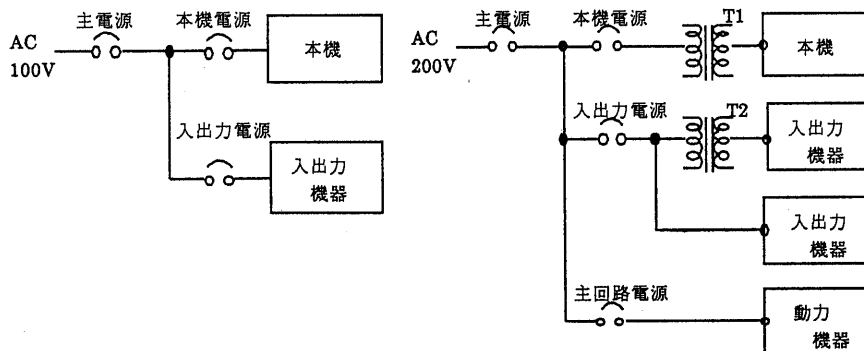 AC
100V
主電源
本機電源
本機
入出力電源
入出力
機器
AC
200V
主電源
本機電源
T1
本機
入出力電源
T2
入出力
機器
入出力
機器
主回路電源
動力
機器